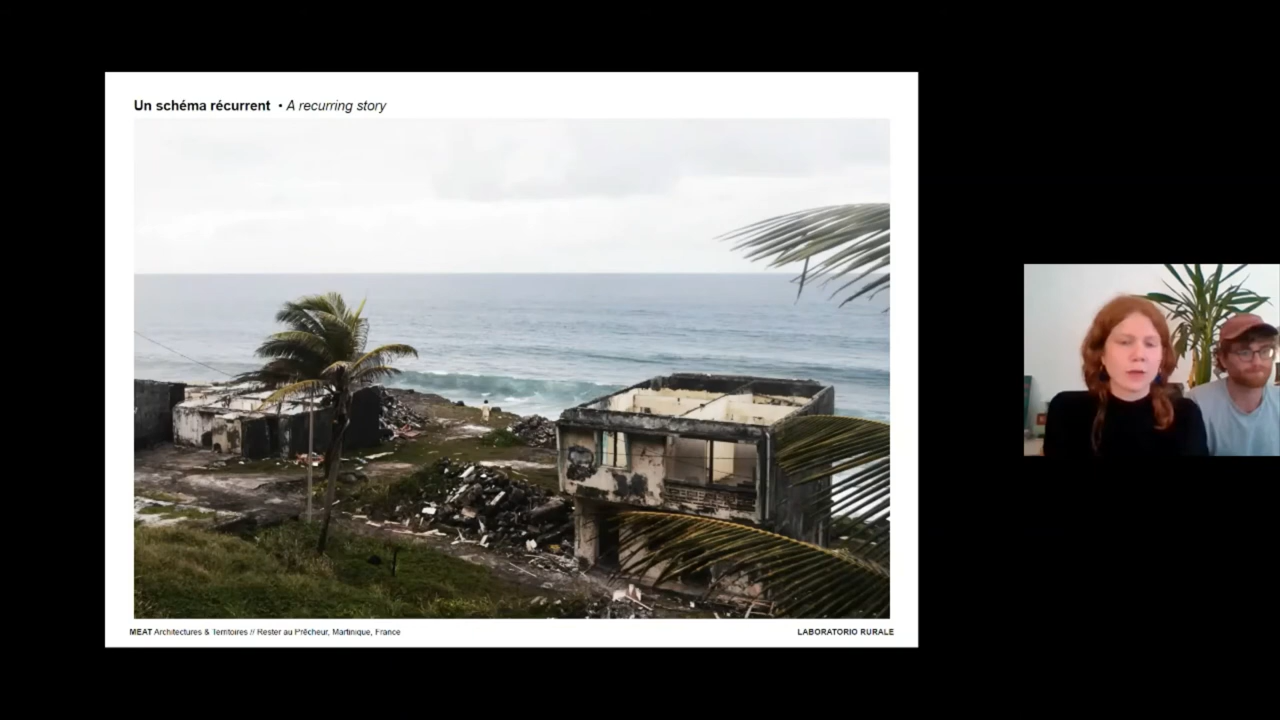 Un schéma récurrent • A recurring story
MEAT Architectures & Territoires // Rester au Prêcheur, Martinique, France
LABORATORIO RURALE